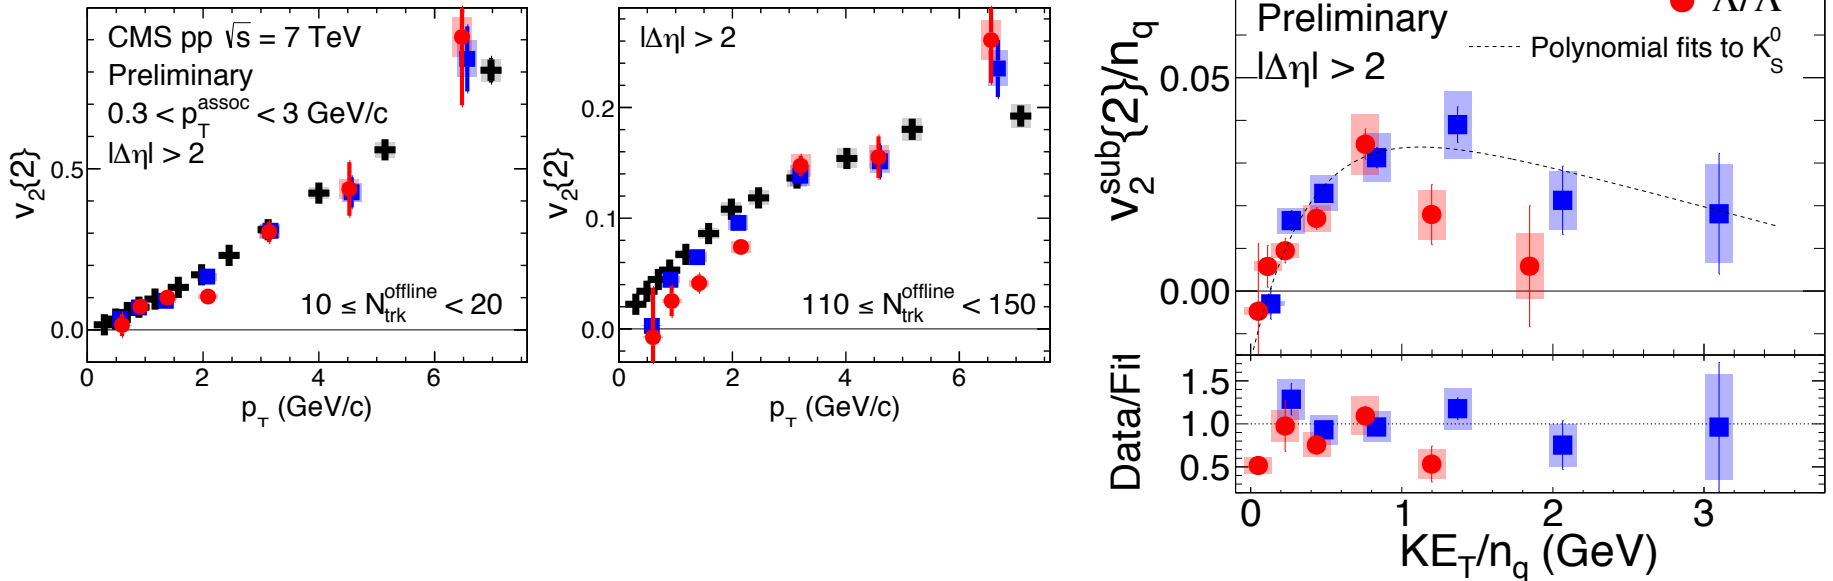 CMS pp √s = 7 TeV
Preliminary
0.3 < p_T^assoc < 3 GeV/c
|Δη| > 2
10 ≤ N_trk^offline < 20
v₂{2}
0.5
0.0
0 2 4 6
p_T (GeV/c)
|Δη| > 2
110 ≤ N_trk^offline < 150
v₂{2}
0.2
0.1
0.0
0 2 4 6
p_T (GeV/c)
Preliminary
|Δη| > 2
Polynomial fits to K_S^0
v₂^sub{2}/n_q
0.05
0.00
Data/Fit
1.5
1.0
0.5
0 1 2 3
KE_T/n_q (GeV)